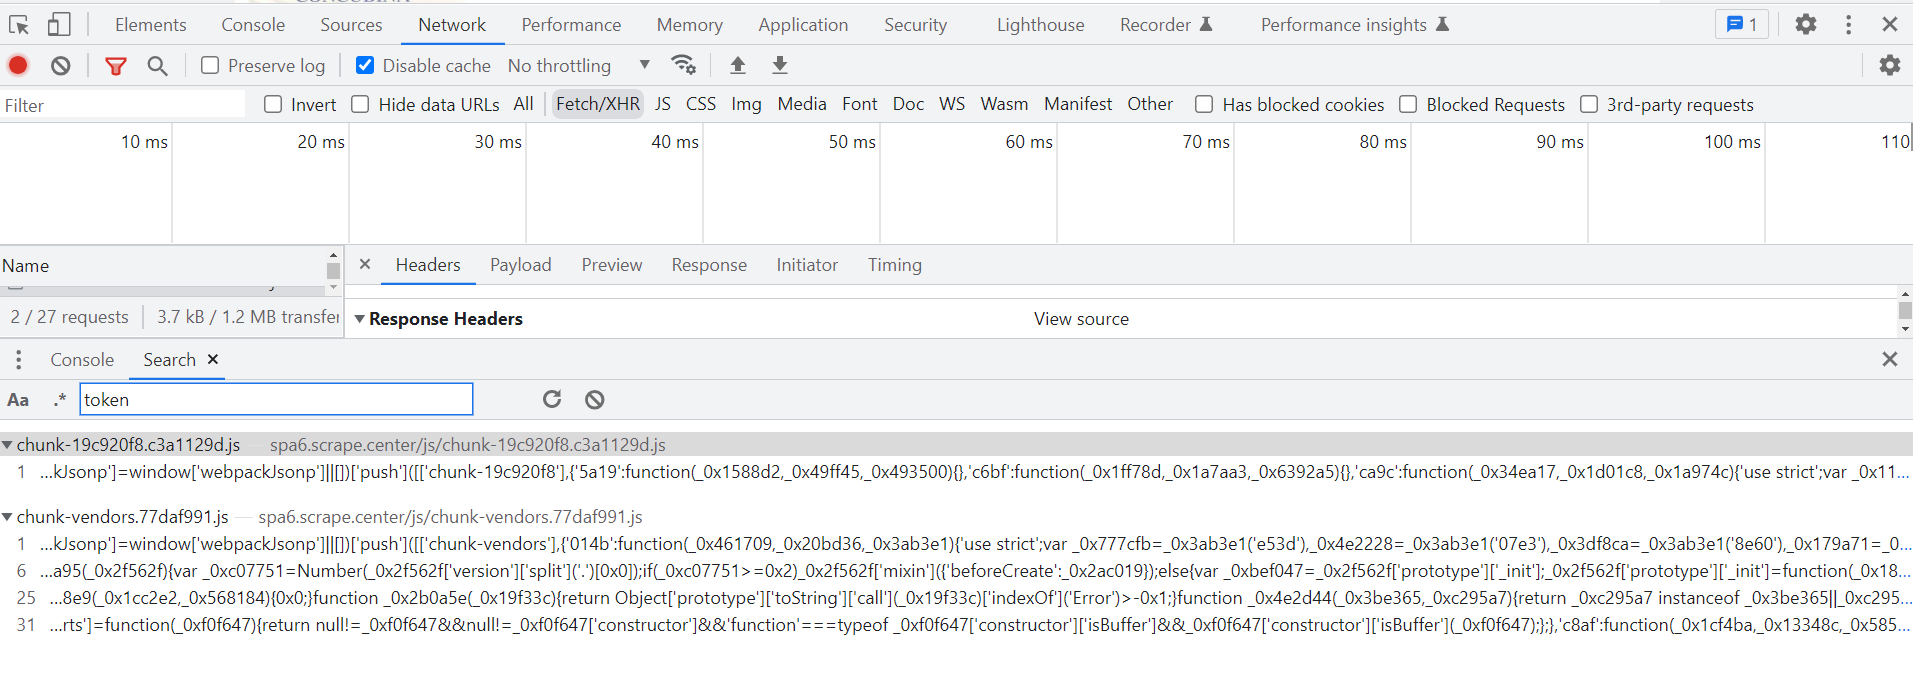 Elements Console Sources Network Performance Memory Application Security Lighthouse Recorder Performance insights 1
Preserve log Disable cache No throttling
Filter Invert Hide data URLs All Fetch/XHR JS CSS Img Media Font Doc WS Wasm Manifest Other Has blocked cookies Blocked Requests 3rd-party requests
10 ms 20 ms 30 ms 40 ms 50 ms 60 ms 70 ms 80 ms 90 ms 100 ms 110
Name Headers Payload Preview Response Initiator Timing
2 / 27 requests 3.7 kB / 1.2 MB transfer Response Headers View source
Console Search
Aa .* token
chunk-19c920f8.c3a1129d.js — spa6.scrape.center/js/chunk-19c920f8.c3a1129d.js
1 …kJsonp']=window['webpackJsonp']||[])['push']([['chunk-19c920f8'],{'5a19':function(_0x1588d2,_0x49ff45,_0x493500){},'c6bf':function(_0x1ff78d,_0x1a7aa3,_0x6392a5){},'ca9c':function(_0x34ea17,_0x1d01c8,_0x1a974c){'use strict';var _0x11…
chunk-vendors.77daf991.js — spa6.scrape.center/js/chunk-vendors.77daf991.js
1 …kJsonp']=window['webpackJsonp']||[])['push']([['chunk-vendors'],{'014b':function(_0x461709,_0x20bd36,_0x3ab3e1){'use strict';var _0x777cfb=_0x3ab3e1('e53d'),_0x4e2228=_0x3ab3e1('07e3'),_0x3df8ca=_0x3ab3e1('8e60'),_0x179a71=_0…
6 …a95(_0x2f562f){var _0xc07751=Number(_0x2f562f['version']['split']('.')[0x0]);if(_0xc07751>=0x2)_0x2f562f['mixin']({'beforeCreate':_0x2ac019});else{var _0xbef047=_0x2f562f['prototype']['_init'];_0x2f562f['prototype']['_init']=function(_0x18…
25 …8e9(_0x1cc2e2,_0x568184){0x0;}function _0x2b0a5e(_0x19f33c){return Object['prototype']['toString']['call'](_0x19f33c)['indexOf']('Error')>-0x1;}function _0x4e2d44(_0x3be365,_0xc295a7){return _0xc295a7 instanceof _0x3be365||_0xc295…
31 …rts']=function(_0xf0f647){return null!=_0xf0f647&&null!=_0xf0f647['constructor']&&'function'===typeof _0xf0f647['constructor']['isBuffer']&&_0xf0f647['constructor']['isBuffer'](_0xf0f647);};},'c8af':function(_0x1cf4ba,_0x13348c,_0x585…